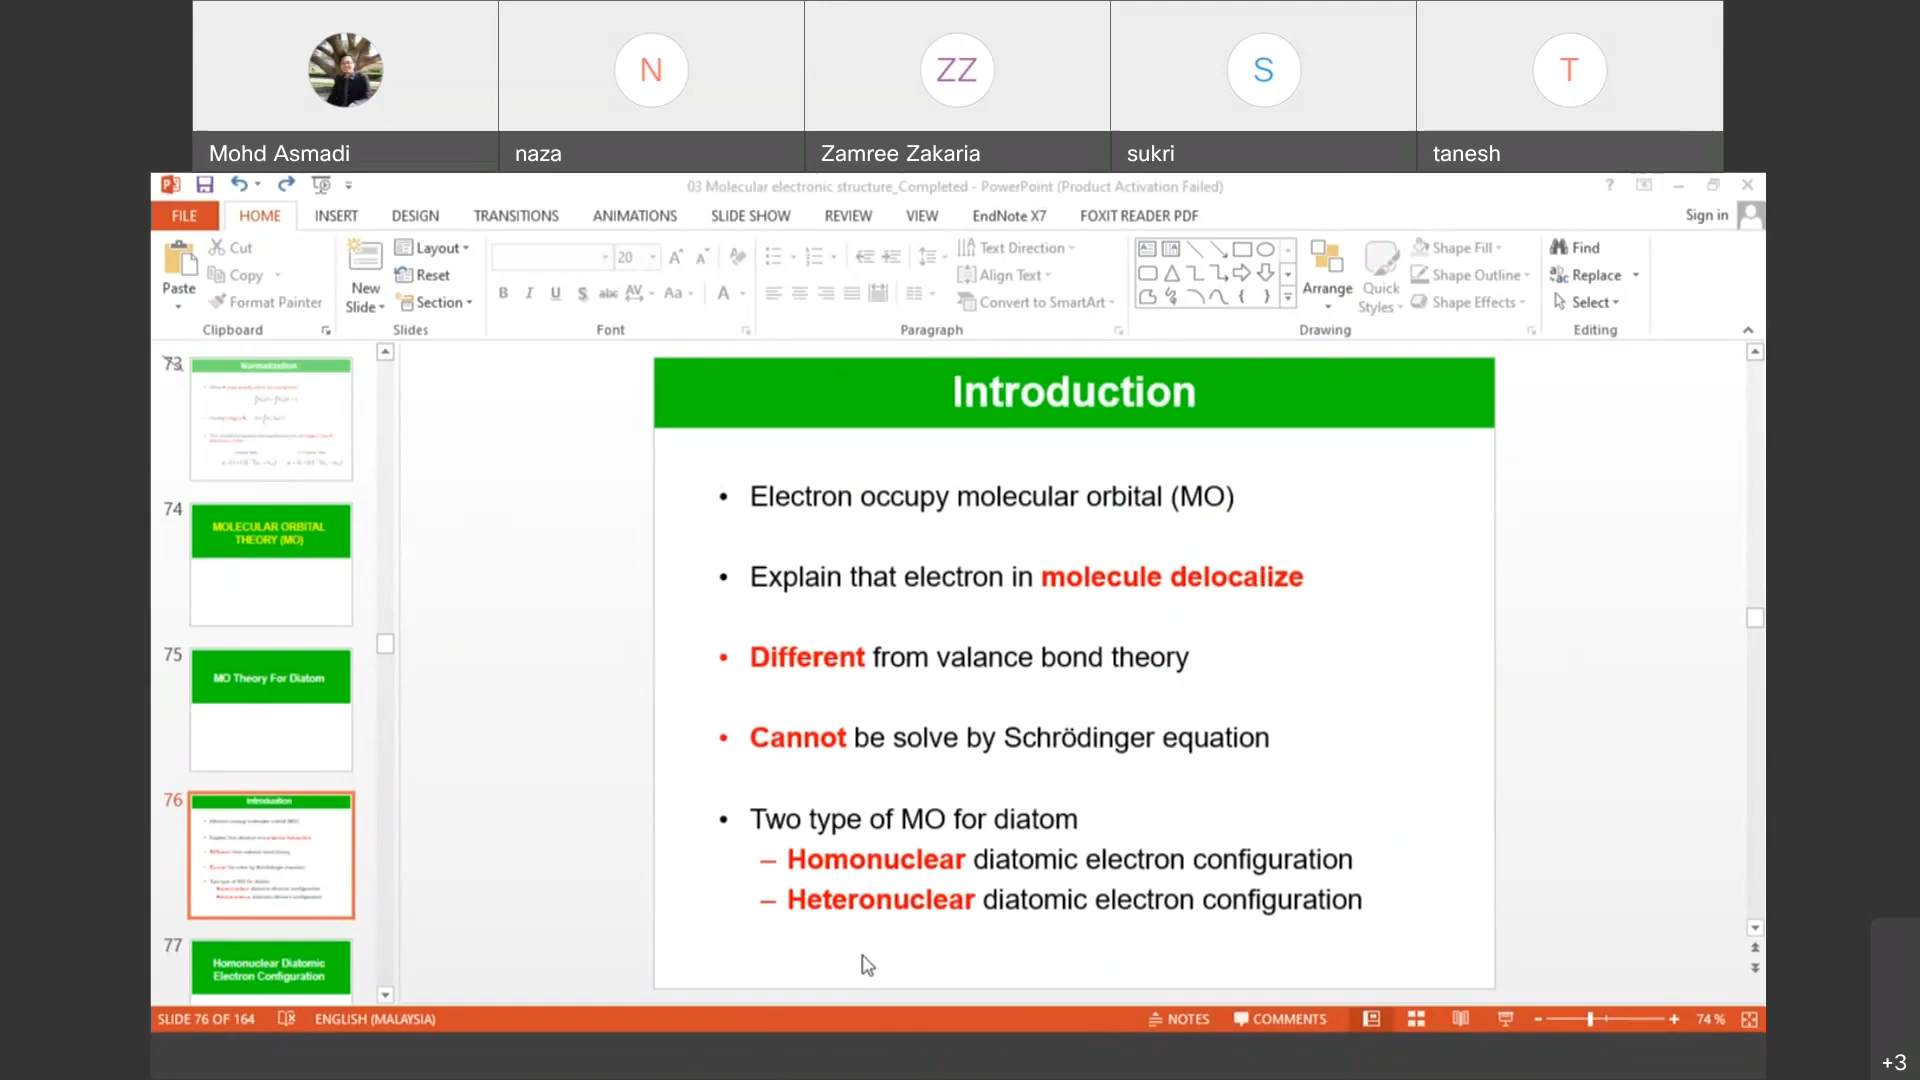 N
ZZ
S
T
Mohd Asmadi
naza
Zamree Zakaria
sukri
tanesh
03 Molecular electronic structure_Completed - PowerPoint (Product Activation Failed)
?
FILE HOME INSERT DESIGN TRANSITIONS ANIMATIONS SLIDE SHOW REVIEW VIEW EndNote X7 FOXIT READER PDF Sign in
Paste
Cut
Copy
Format Painter
Clipboard
New
Slide
Layout
Reset
Section
Slides
20
B I U S abc AV Aa A
Font
Text Direction
Align Text
Convert to SmartArt
Paragraph
Arrange
Quick
Styles
Shape Fill
Shape Outline
Shape Effects
Drawing
Find
Replace
Select
Editing
73
Normalization
74
MOLECULAR ORBITAL
THEORY (MO)
75
MO Theory For Diatom
76
Introduction
77
Homonuclear Diatomic
Electron Configuration
Introduction
• Electron occupy molecular orbital (MO)
• Explain that electron in molecule delocalize
• Different from valance bond theory
• Cannot be solve by Schrödinger equation
• Two type of MO for diatom
– Homonuclear diatomic electron configuration
– Heteronuclear diatomic electron configuration
SLIDE 76 OF 164 ENGLISH (MALAYSIA) NOTES COMMENTS 74 %
+3